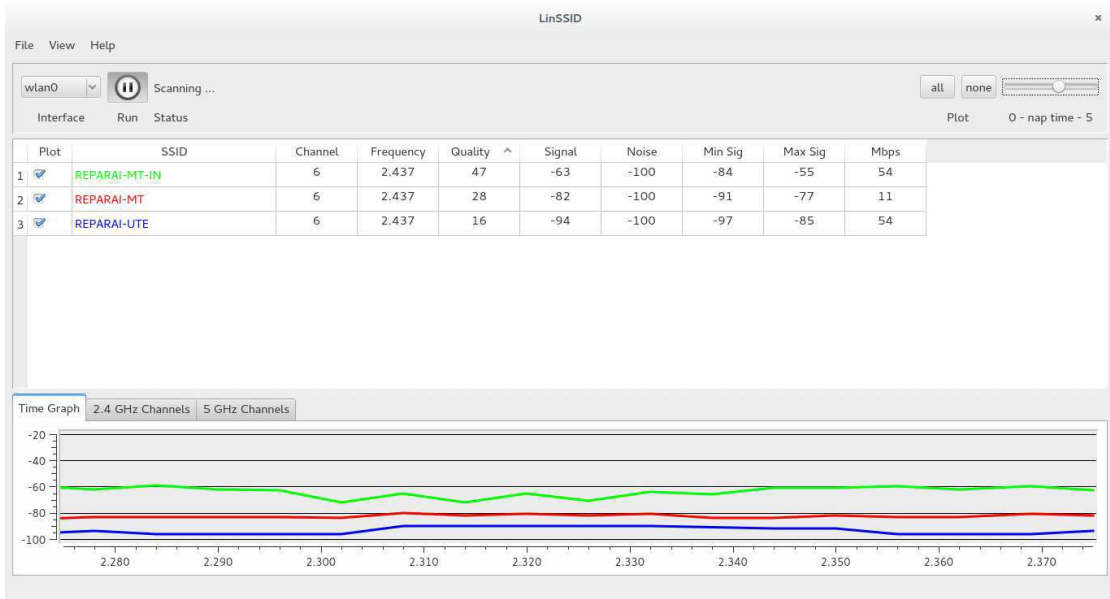 LinSSID ×
File View Help
wlan0 Scanning ... all none
Interface Run Status Plot 0 - nap time - 5
Plot SSID Channel Frequency Quality Signal Noise Min Sig Max Sig Mbps
1 REPARAI-MT-IN 6 2.437 47 -63 -100 -84 -55 54
2 REPARAI-MT 6 2.437 28 -82 -100 -91 -77 11
3 REPARAI-UTE 6 2.437 16 -94 -100 -97 -85 54
Time Graph 2.4 GHz Channels 5 GHz Channels
-20
-40
-60
-80
-100
2.280 2.290 2.300 2.310 2.320 2.330 2.340 2.350 2.360 2.370